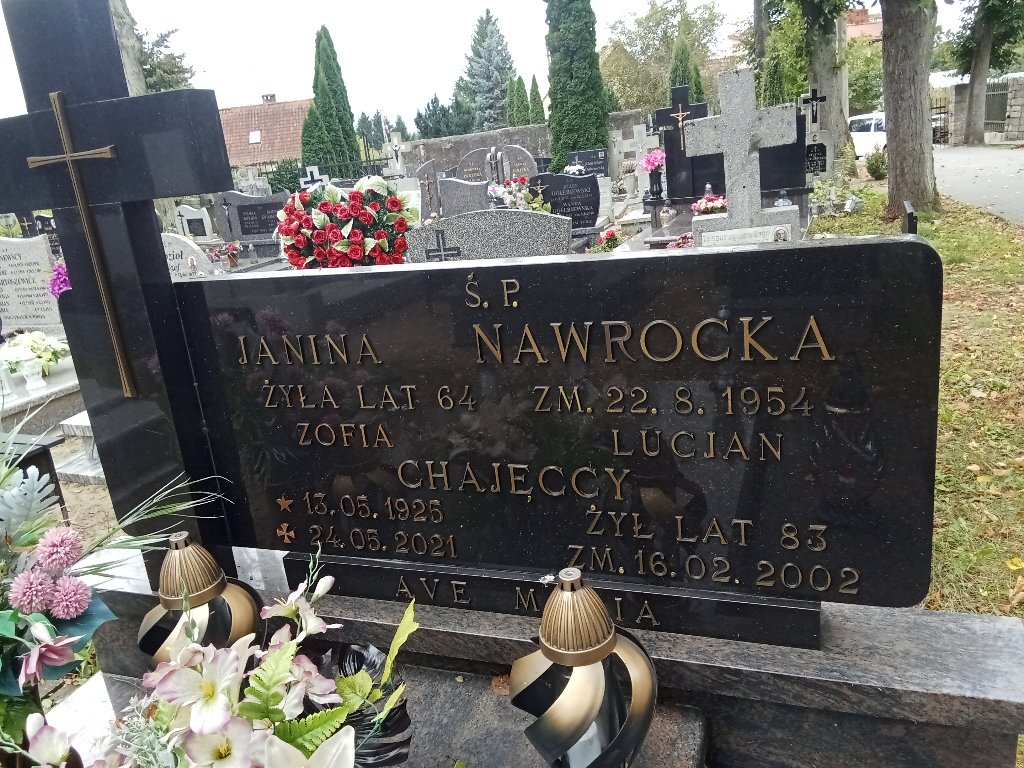 Ś. P.
JANINA NAWROCKA
ŻYŁA LAT 64 ZM. 22. 8. 1954
ZOFIA LUCJAN
CHAJĘCCY
13.05.1925
24.05.2021
ŻYŁ LAT 83
ZM. 16. 02. 2002
AVE M IA